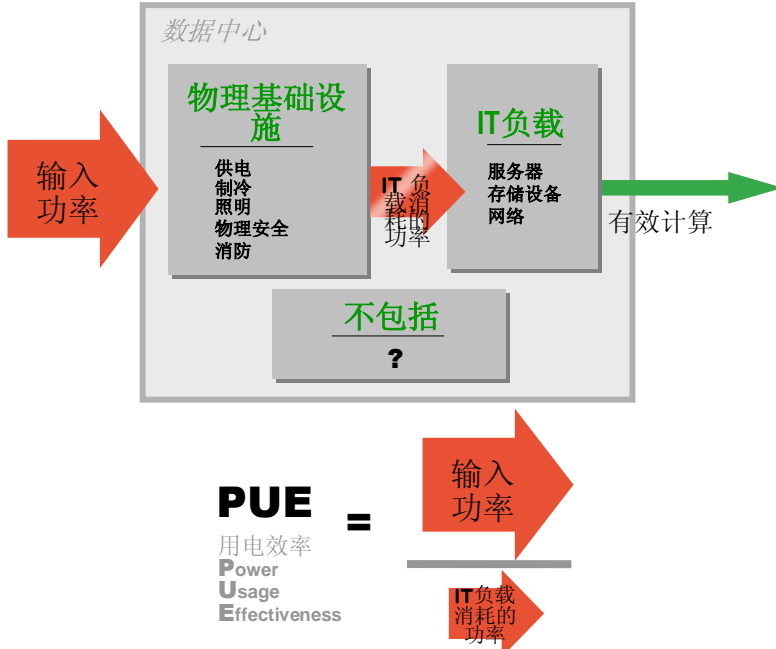 数据中心
物理基础设
施
供电
制冷
照明
物理安全
消防
输入
功率
IT 负
载消
耗的
功率
IT负载
服务器
存储设备
网络
有效计算
不包括
?
PUE
用电效率
Power
Usage
Effectiveness
=
输入
功率
IT负载
消耗的
功率